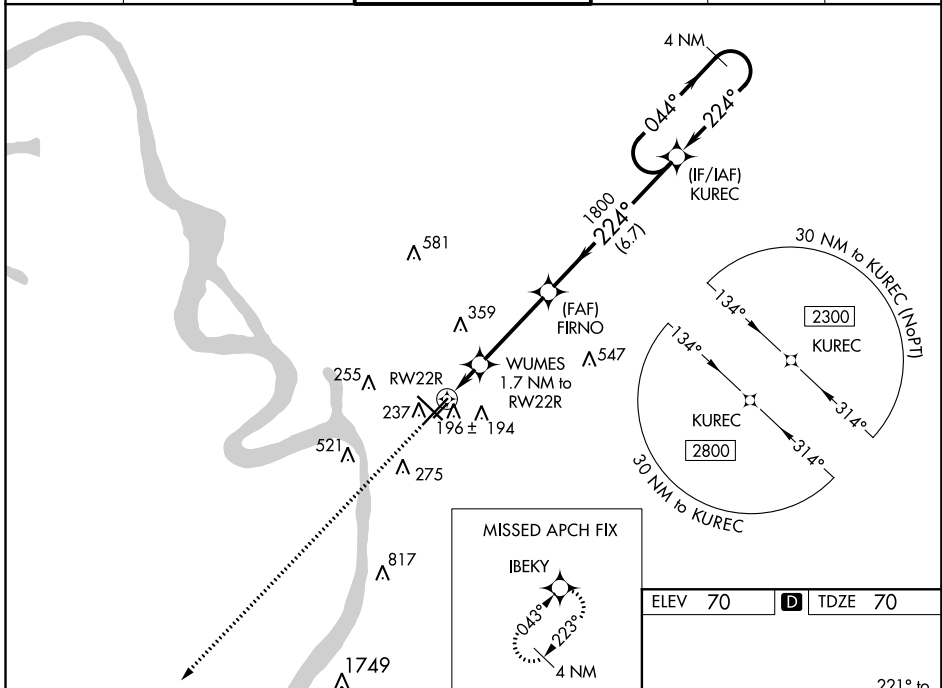 4 NM
044°
224°
(IF/IAF)
KUREC
1800
224°
(6.7)
581
30 NM to KUREC (NoPT)
134°
2300
KUREC
314°
(FAF)
FIRNO
359
134°
547
WUMES
1.7 NM to
RW22R
255
RW22R
237
196 ±
194
KUREC
2800
314°
30 NM to KUREC
521
275
MISSED APCH FIX
IBEKY
043°
223°
4 NM
817
ELEV 70
D
TDZE 70
1749
221° to